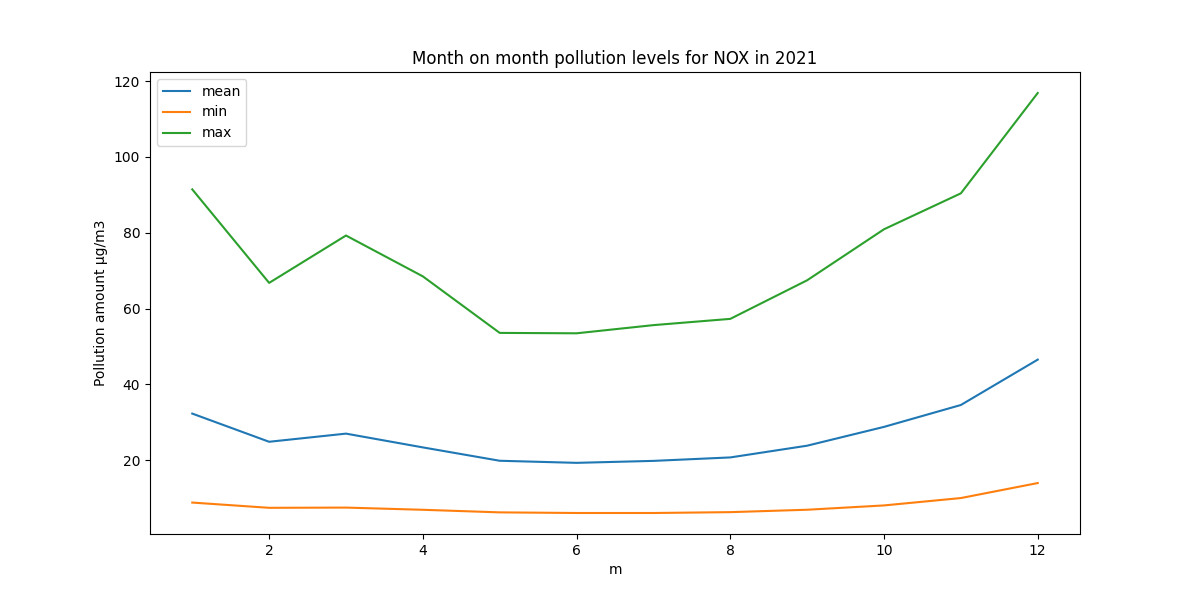 Month on month pollution levels for NOX in 2021
mean
min
max
120
100
80
60
40
20
Pollution amount µg/m3
2 4 6 8 10 12
m